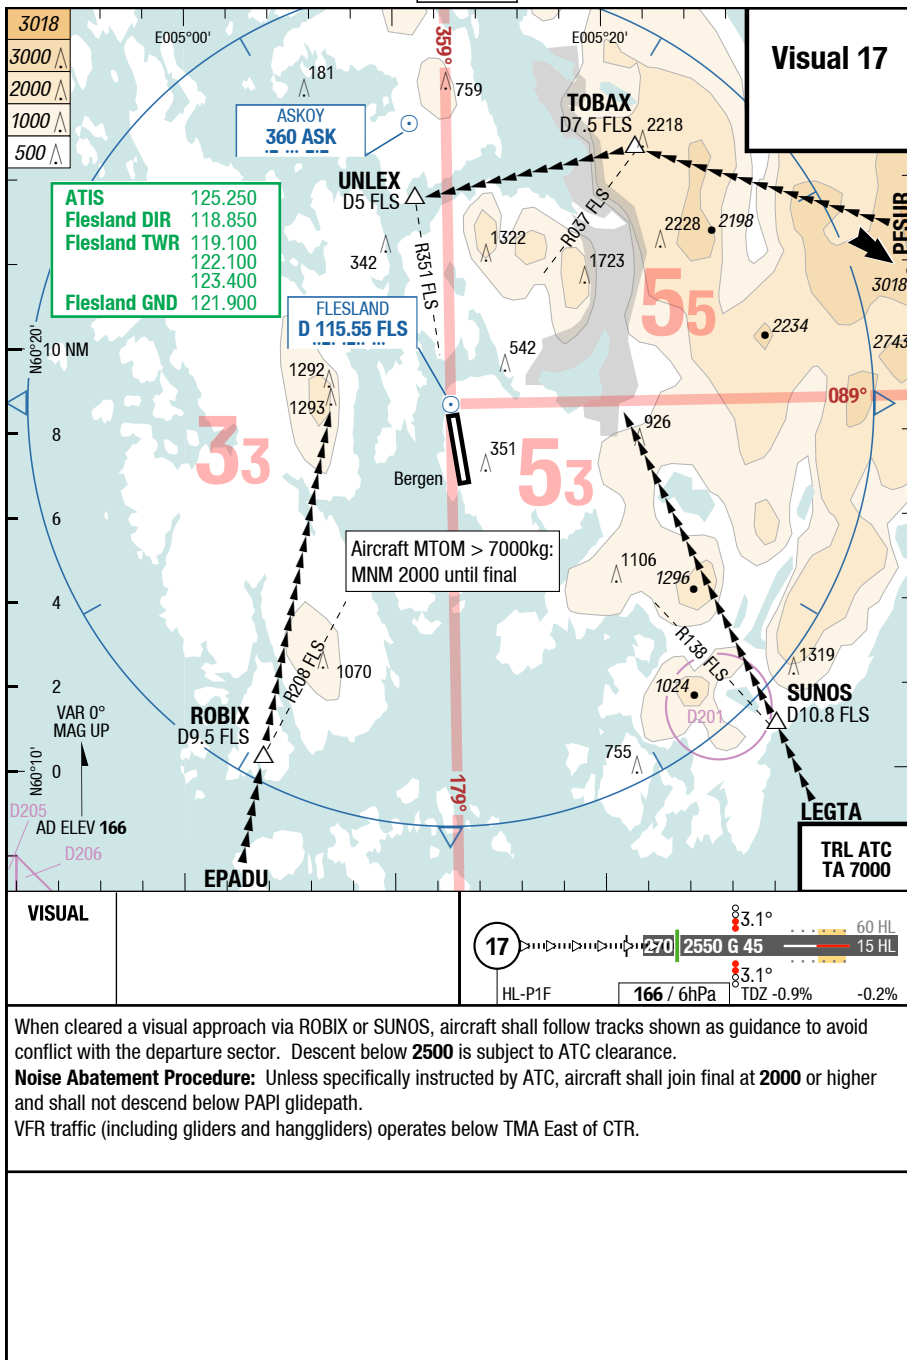 3018
3000
2000
1000
500
E005°00'
E005°20'
Visual 17
359°
181
759
ASKOY
360 ASK
TOBAX
D7.5 FLS
2218
UNLEX
D5 FLS
ATIS 125.250
Flesland DIR 118.850
Flesland TWR 119.100
122.100
123.400
Flesland GND 121.900
342
R351 FLS
1322
R037 FLS
1723
2228
2198
PESUR
3018
55
FLESLAND
D 115.55 FLS
N60°20'
10 NM
542
2234
2743
1292
1293
089°
926
33
8
351
53
Bergen
6
Aircraft MTOM > 7000kg:
MNM 2000 until final
1106
1296
4
R208 FLS
1070
R138 FLS
1319
2
1024
D201
SUNOS
D10.8 FLS
VAR 0°
MAG UP
ROBIX
D9.5 FLS
755
N60°10'
0
179°
D205
AD ELEV 166
D206
LEGTA
EPADU
TRL ATC
TA 7000
VISUAL
17
3.1°
60 HL
270 2550 G 45
15 HL
3.1°
HL-P1F
166 / 6hPa
TDZ -0.9%
-0.2%
When cleared a visual approach via ROBIX or SUNOS, aircraft shall follow tracks shown as guidance to avoid
conflict with the departure sector. Descent below 2500 is subject to ATC clearance.
Noise Abatement Procedure: Unless specifically instructed by ATC, aircraft shall join final at 2000 or higher
and shall not descend below PAPI glidepath.
VFR traffic (including gliders and hanggliders) operates below TMA East of CTR.